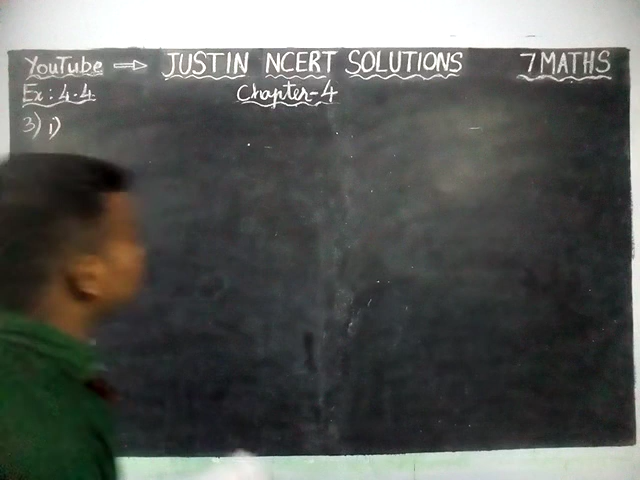 YouTube ⇒ JUSTIN NCERT SOLUTIONS 7 MATHS
Ex: 4.4 Chapter-4
3) i)